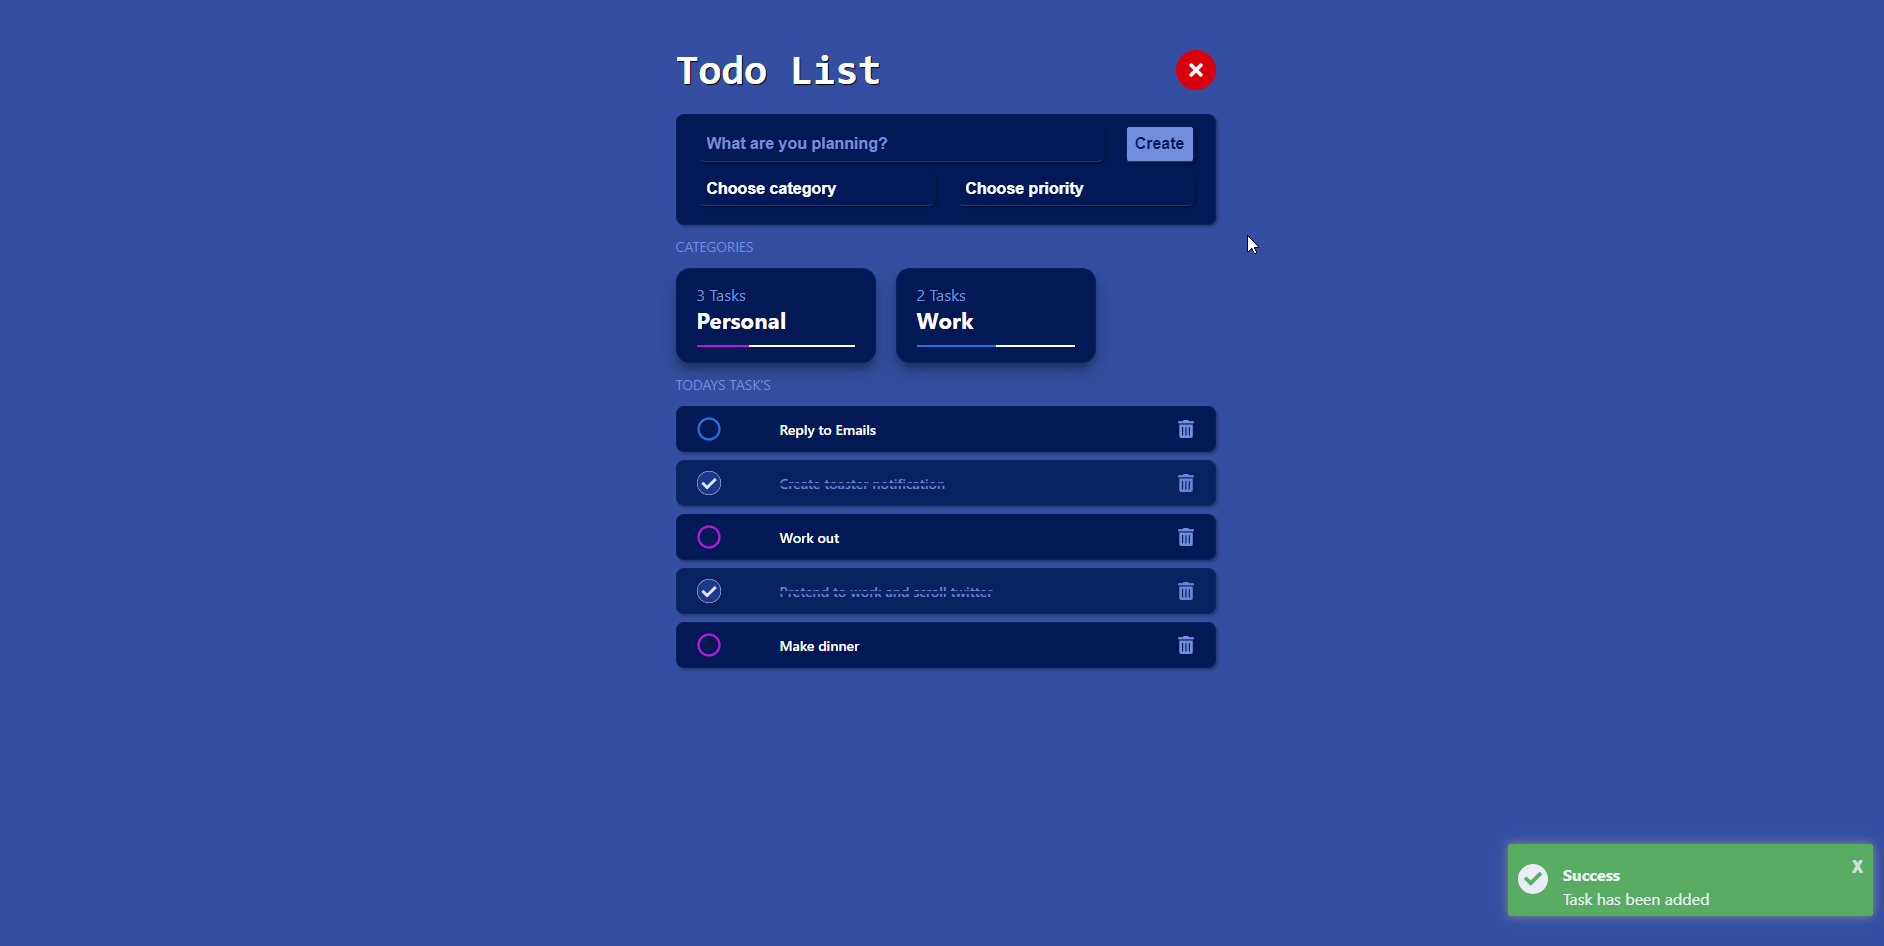 Todo List
What are you planning?
Create
Choose category
Choose priority
CATEGORIES
3 Tasks
Personal
2 Tasks
Work
TODAYS TASK'S
Reply to Emails
Create toaster notification
Work out
Pretend to work and scroll twitter
Make dinner
X
Success
Task has been added